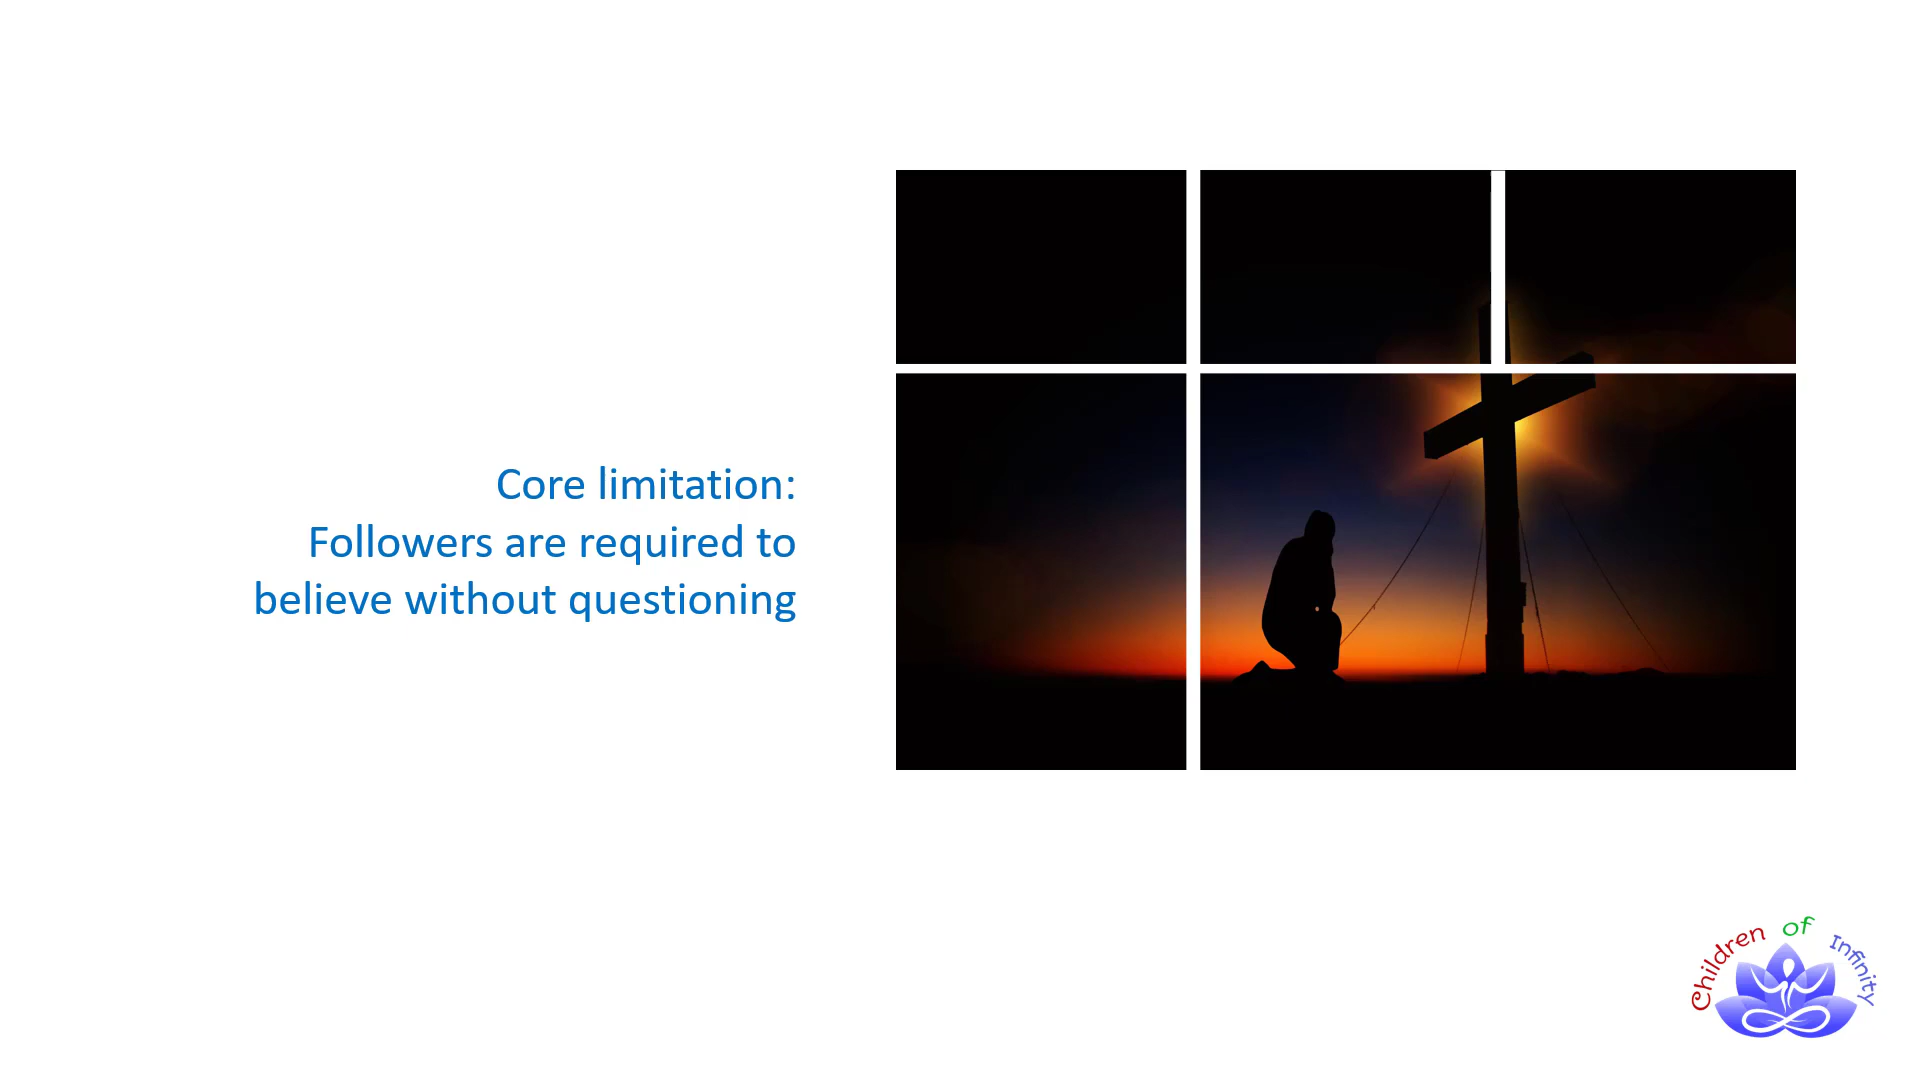 Core limitation:
Followers are required to
believe without questioning
Children of Infinity